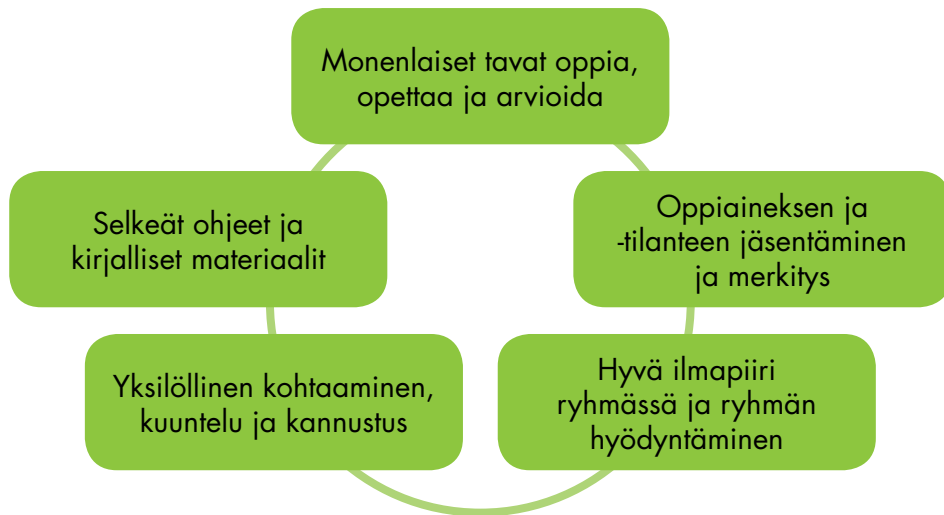 Monenlaiset tavat oppia,
opettaa ja arvioida
Selkeät ohjeet ja
kirjalliset materiaalit
Oppiaineksen ja
-tilanteen jäsentäminen
ja merkitys
Yksilöllinen kohtaaminen,
kuuntelu ja kannustus
Hyvä ilmapiiri
ryhmässä ja ryhmän
hyödyntäminen